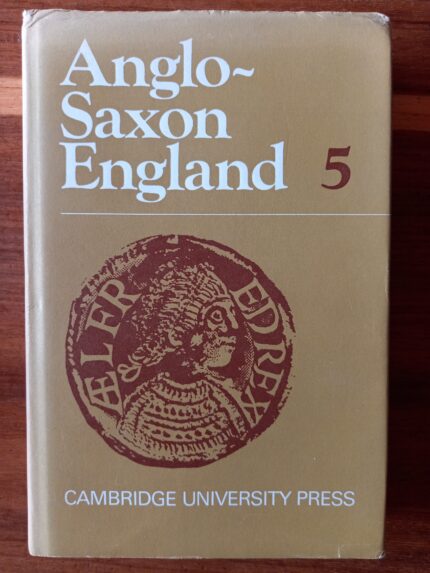 Anglo~
Saxon
England 5
ÆLFR
EDREX
CAMBRIDGE UNIVERSITY PRESS